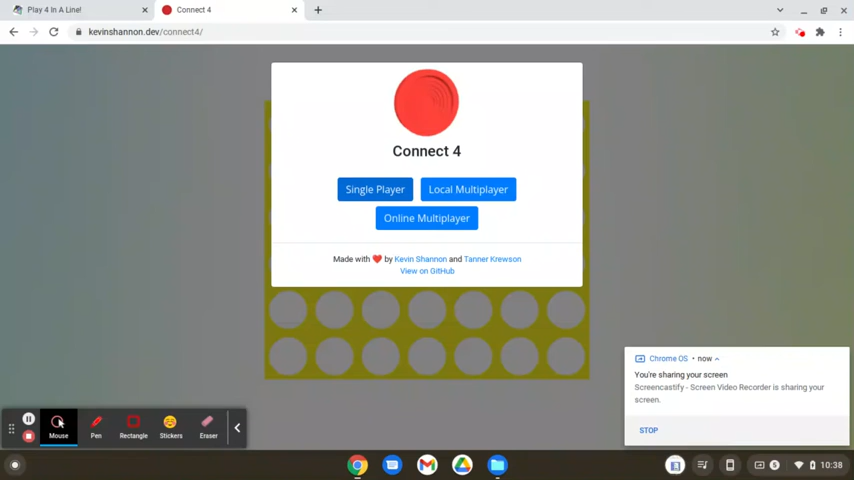 Play 4 In A Line!
Connect 4
kevinshannon.dev/connect4/
Connect 4
Single Player
Local Multiplayer
Online Multiplayer
Made with ❤️ by Kevin Shannon and Tanner Krewson
View on GitHub
Chrome OS • now
You're sharing your screen
Screencastify - Screen Video Recorder is sharing your
screen.
STOP
Mouse
Pen
Rectangle
Stickers
Eraser
5
10:38